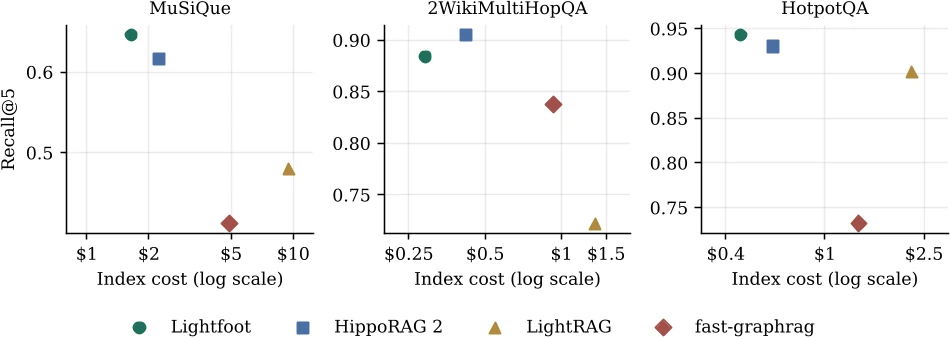 MuSiQue 2WikiMultiHopQA HotpotQA
Recall@5
0.6
0.5
$1 $2 $5 $10
Index cost (log scale)
0.90
0.85
0.80
0.75
$0.25 $0.5 $1 $1.5
Index cost (log scale)
0.95
0.90
0.85
0.80
0.75
$0.4 $1 $2.5
Index cost (log scale)
Lightfoot HippoRAG 2 LightRAG fast-graphrag